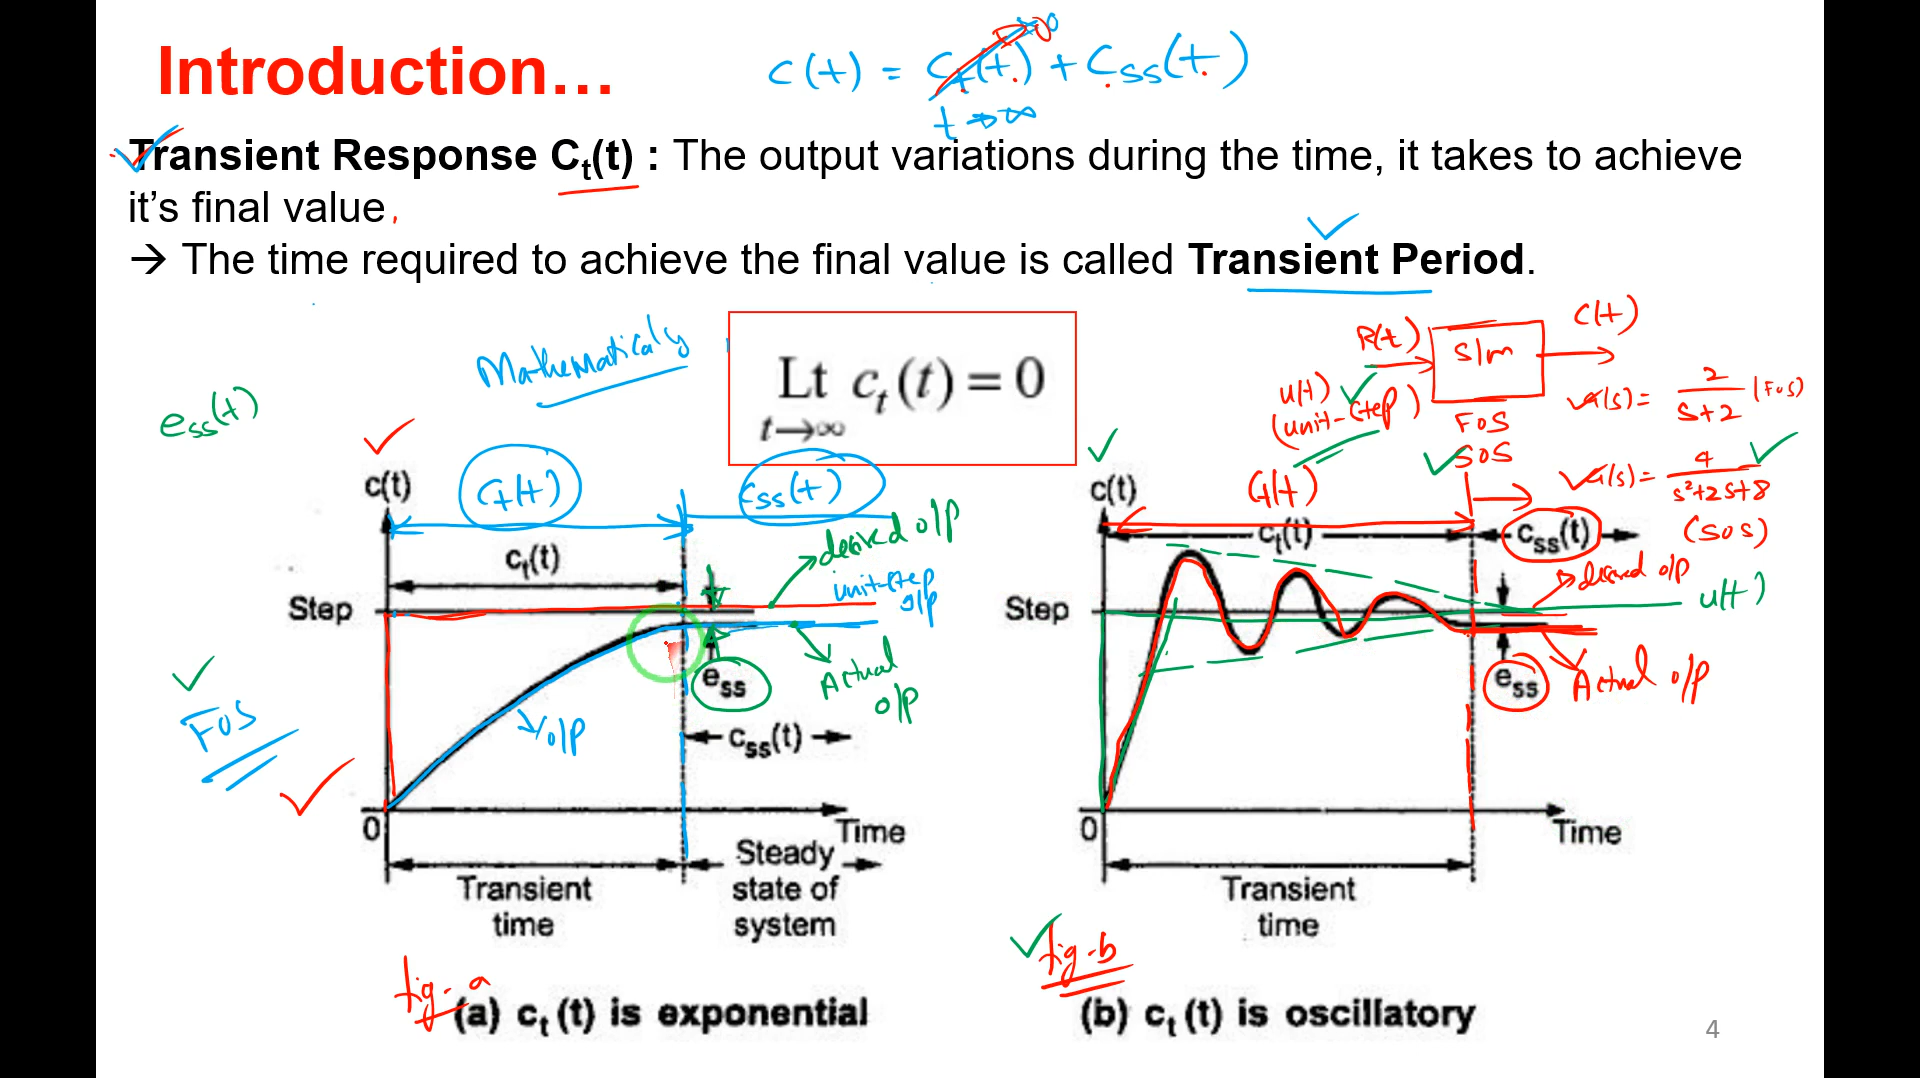 Introduction...
c(t) = Ct(t) + Css(t)
t→∞
Transient Response Ct(t) : The output variations during the time, it takes to achieve
it's final value.
→ The time required to achieve the final value is called Transient Period.
Mathematicaly
Lt ct(t) = 0
t→∞
R(t) S/m C(t)
u(t)
(unit-step)
FOS
SOS
G(s) = 2/(s+2) (FOS)
G(s) = 4/(s²+2s+8)
(SOS)
ess(t)
c(t)
Ct(t) Css(t)
ct(t)
desired o/p
unit-step
o/p
Step
ess
Actual
o/p
FOS
o/p
css(t)
0
Time
Transient
time
Steady
state of
system
fig-a
(a) ct (t) is exponential
c(t)
Ct(t)
ct(t)
css(t)
desired o/p
u(t)
Step
ess
Actual o/p
0
Time
Transient
time
fig-b
(b) ct (t) is oscillatory
4